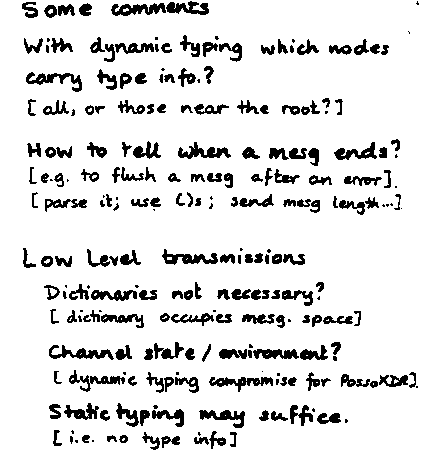 Some comments
With dynamic typing which nodes
carry type info.?
[all, or those near the root?]
How to tell when a mesg ends?
[e.g. to flush a mesg after an error].
[parse it; use ()s; send mesg length...]
Low Level transmissions
Dictionaries not necessary?
[dictionary occupies mesg. space]
Channel state / environment?
[dynamic typing compromise for PossoXDR]
Static typing may suffice.
[i.e. no type info]